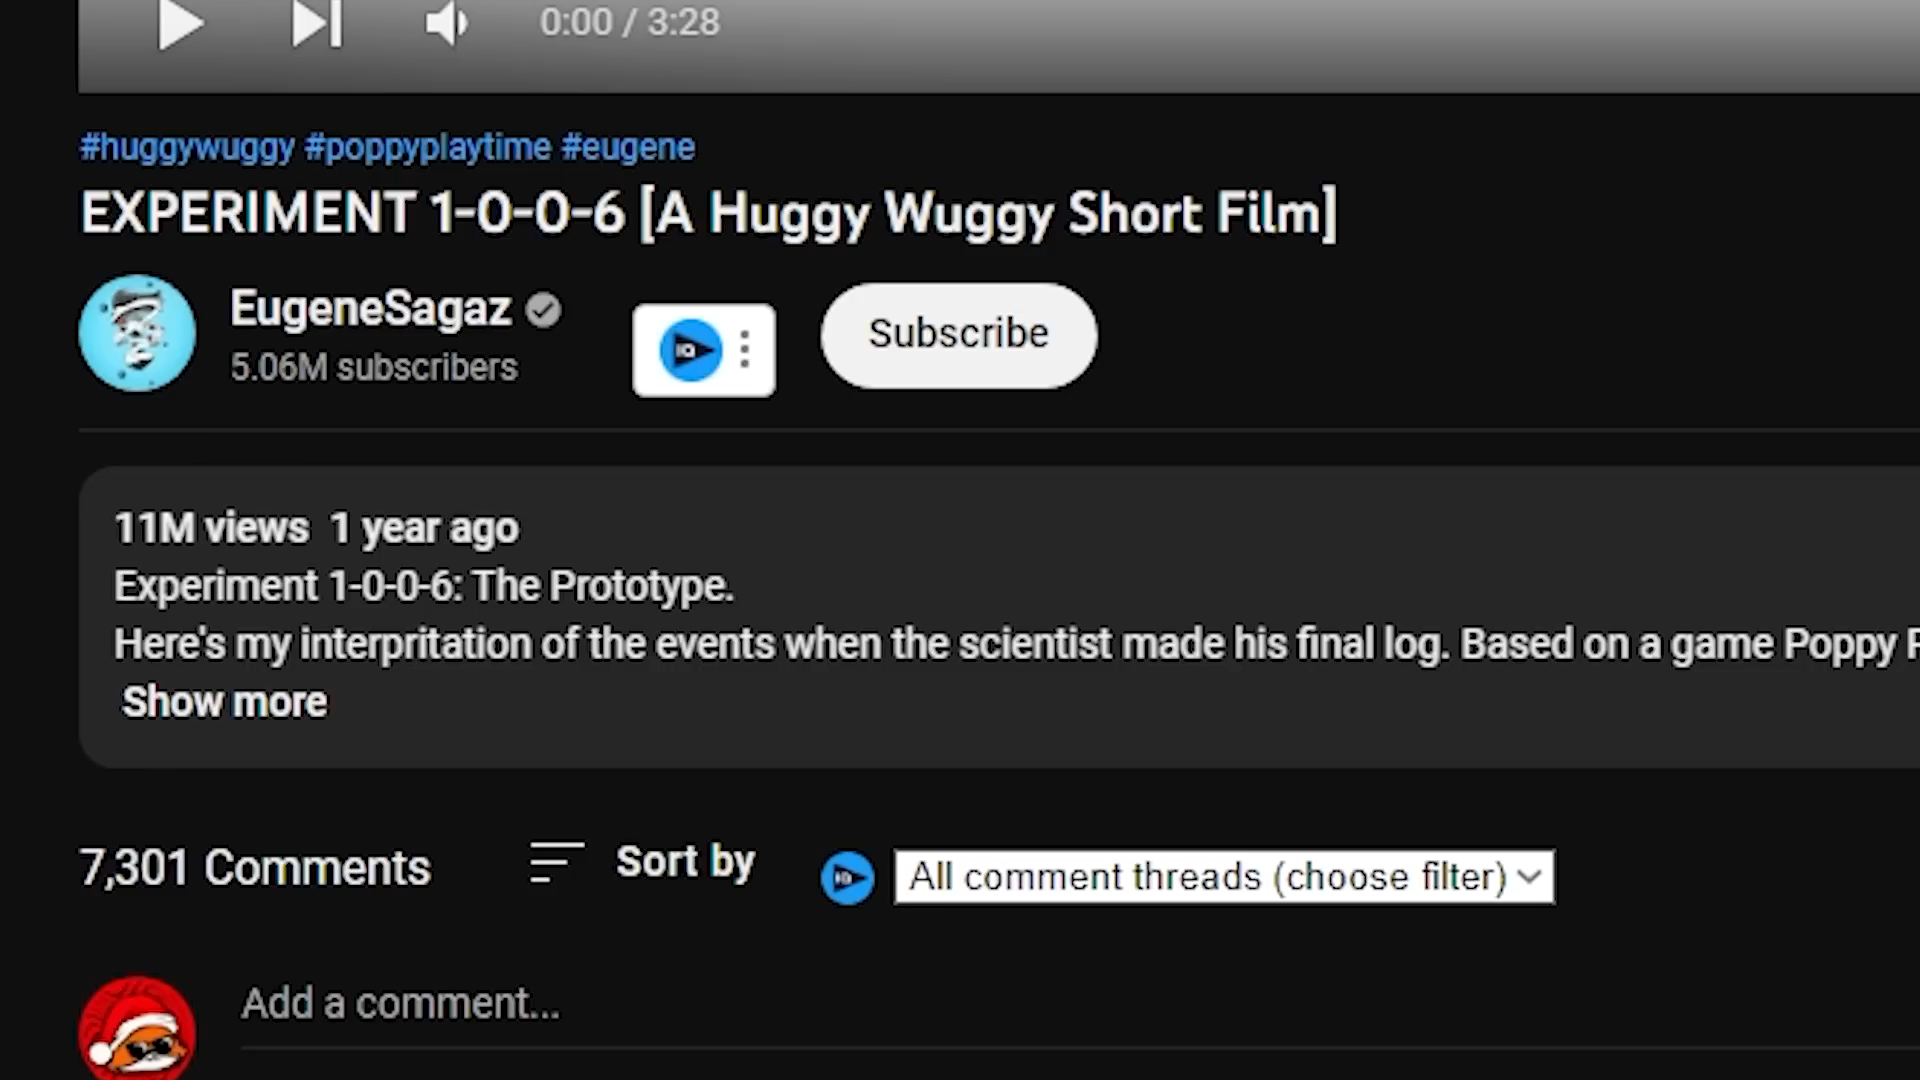 0:00 / 3:28
#huggywuggy #poppyplaytime #eugene
EXPERIMENT 1-0-0-6 [A Huggy Wuggy Short Film]
EugeneSagaz
5.06M subscribers
Subscribe
11M views 1 year ago
Experiment 1-0-0-6: The Prototype.
Here's my interpritation of the events when the scientist made his final log. Based on a game Poppy
Show more
7,301 Comments
Sort by
All comment threads (choose filter)
Add a comment...